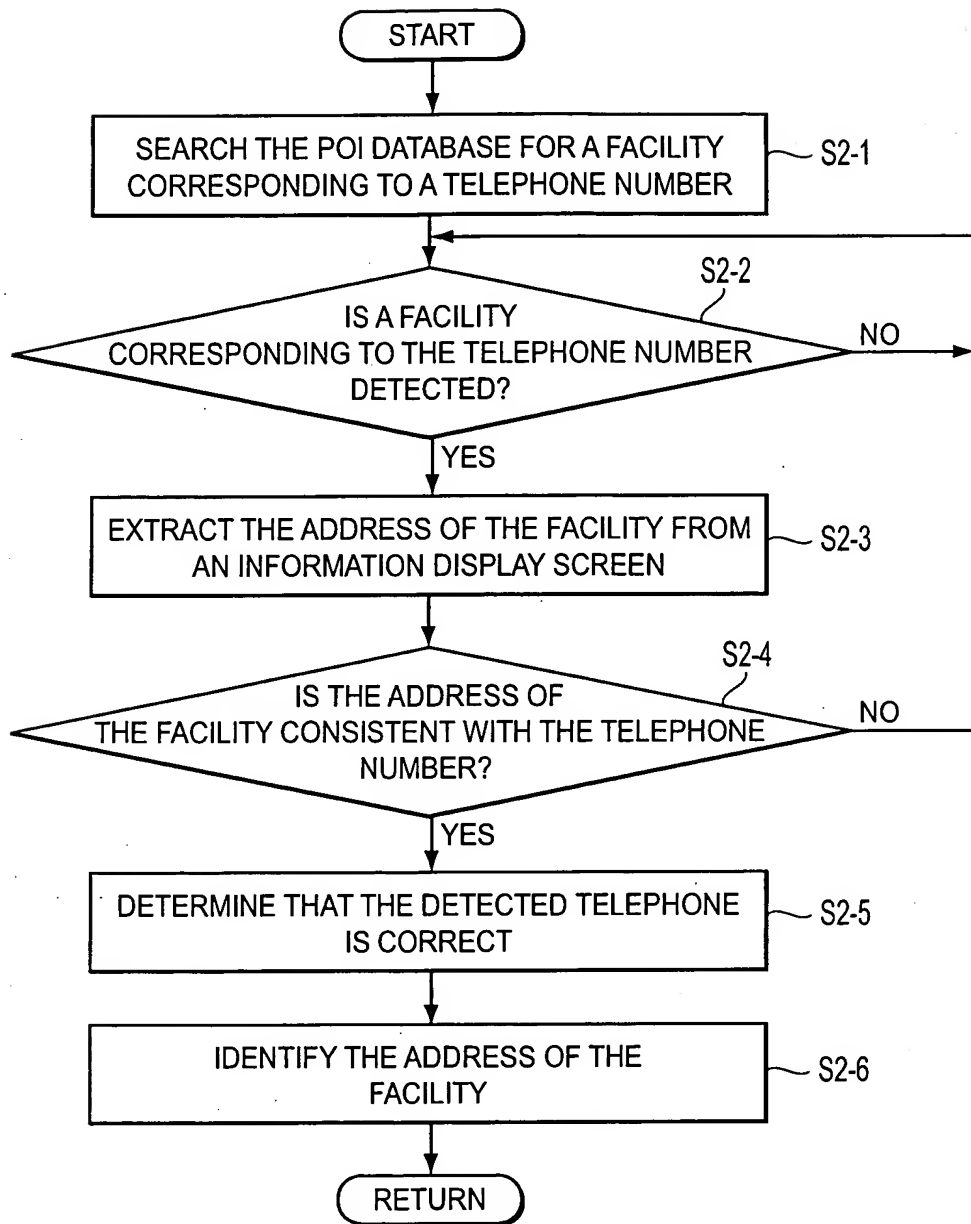 START
SEARCH THE POI DATABASE FOR A FACILITY
CORRESPONDING TO A TELEPHONE NUMBER
S2-1
S2-2
IS A FACILITY
CORRESPONDING TO THE TELEPHONE NUMBER
DETECTED?
NO
YES
EXTRACT THE ADDRESS OF THE FACILITY FROM
AN INFORMATION DISPLAY SCREEN
S2-3
S2-4
IS THE ADDRESS OF
THE FACILITY CONSISTENT WITH THE TELEPHONE
NUMBER?
NO
YES
DETERMINE THAT THE DETECTED TELEPHONE
IS CORRECT
S2-5
IDENTIFY THE ADDRESS OF THE
FACILITY
S2-6
RETURN